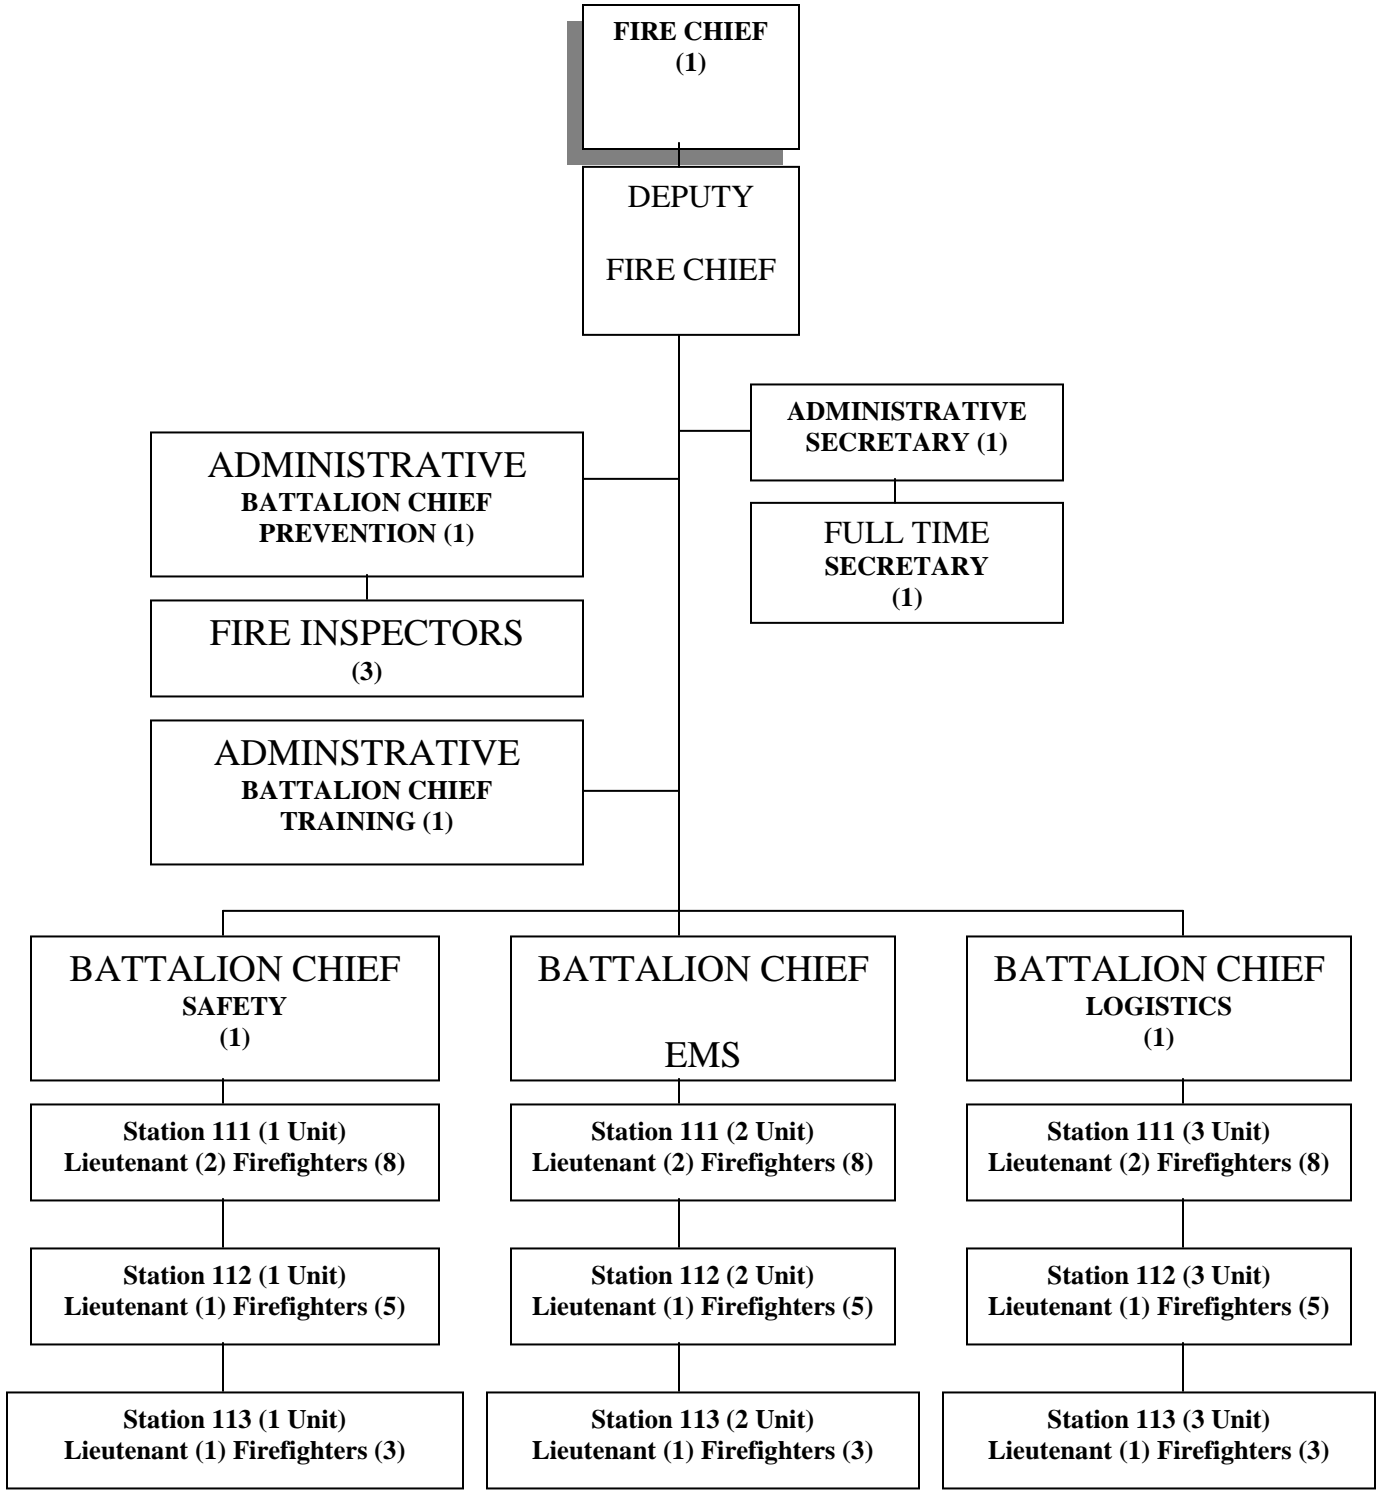 FIRE CHIEF
(1)
DEPUTY
FIRE CHIEF
ADMINISTRATIVE
SECRETARY (1)
FULL TIME
SECRETARY
(1)
ADMINISTRATIVE
BATTALION CHIEF
PREVENTION (1)
FIRE INSPECTORS
(3)
ADMINSTRATIVE
BATTALION CHIEF
TRAINING (1)
BATTALION CHIEF
SAFETY
(1)
Station 111 (1 Unit)
Lieutenant (2) Firefighters (8)
Station 112 (1 Unit)
Lieutenant (1) Firefighters (5)
Station 113 (1 Unit)
Lieutenant (1) Firefighters (3)
BATTALION CHIEF
EMS
Station 111 (2 Unit)
Lieutenant (2) Firefighters (8)
Station 112 (2 Unit)
Lieutenant (1) Firefighters (5)
Station 113 (2 Unit)
Lieutenant (1) Firefighters (3)
BATTALION CHIEF
LOGISTICS
(1)
Station 111 (3 Unit)
Lieutenant (2) Firefighters (8)
Station 112 (3 Unit)
Lieutenant (1) Firefighters (5)
Station 113 (3 Unit)
Lieutenant (1) Firefighters (3)